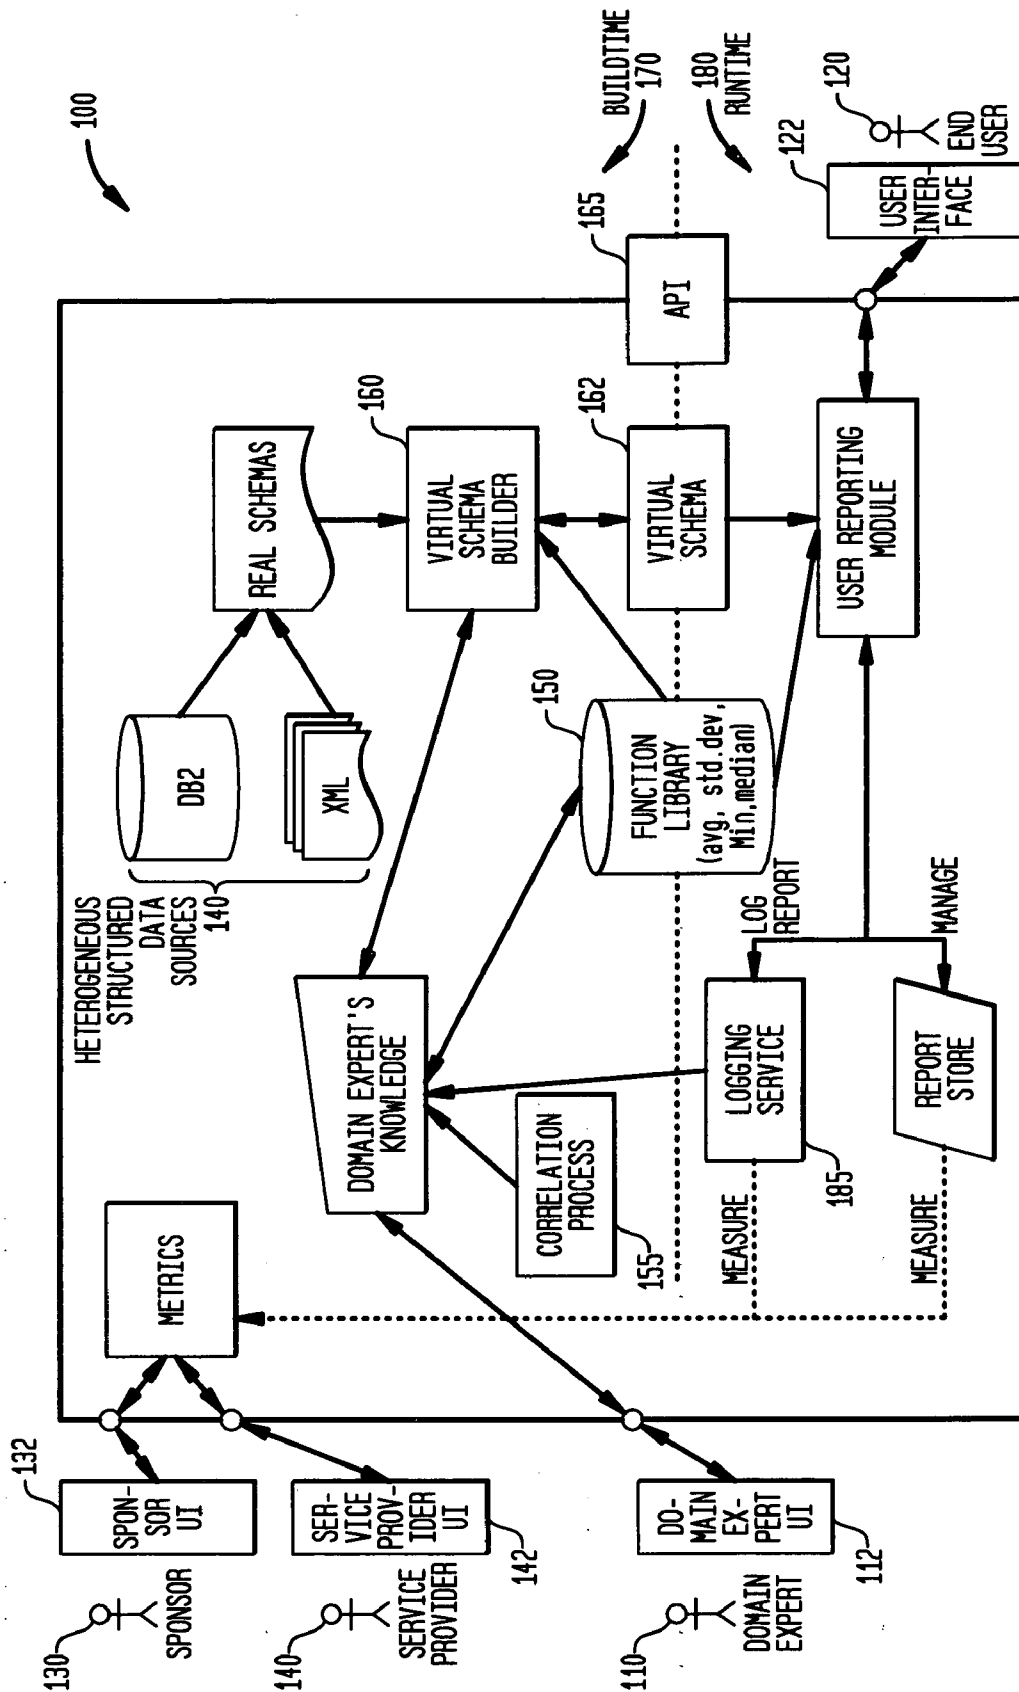 100
HETEROGENEOUS
STRUCTURED
DATA
SOURCES
140
DB2
XML
REAL SCHEMAS
160
VIRTUAL
SCHEMA
BUILDER
162
VIRTUAL
SCHEMA
165
API
BUILDTIME
170
180
RUNTIME
122
USER
INTER-
FACE
120
END
USER
USER REPORTING
MODULE
150
FUNCTION
LIBRARY
(avg, std.dev,
Min,median)
DOMAIN EXPERT'S
KNOWLEDGE
CORRELATION
PROCESS
155
LOG
REPORT
MANAGE
LOGGING
SERVICE
185
REPORT
STORE
MEASURE
MEASURE
METRICS
132
SPON-
SOR
UI
130
SPONSOR
SER-
VICE
PROV-
IDER
UI
142
140
SERVICE
PROVIDER
DO-
MAIN
EX-
PERT
UI
112
110
DOMAIN
EXPERT